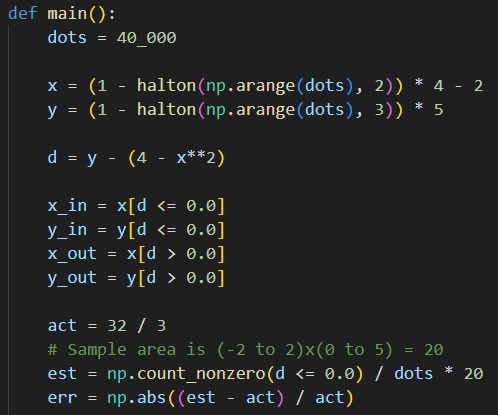 def main():
    dots = 40_000
    x = (1 - halton(np.arange(dots), 2)) * 4 - 2
    y = (1 - halton(np.arange(dots), 3)) * 5
    d = y - (4 - x**2)
    x_in = x[d <= 0.0]
    y_in = y[d <= 0.0]
    x_out = x[d > 0.0]
    y_out = y[d > 0.0]
    act = 32 / 3
    # Sample area is (-2 to 2)x(0 to 5) = 20
    est = np.count_nonzero(d <= 0.0) / dots * 20
    err = np.abs((est - act) / act)